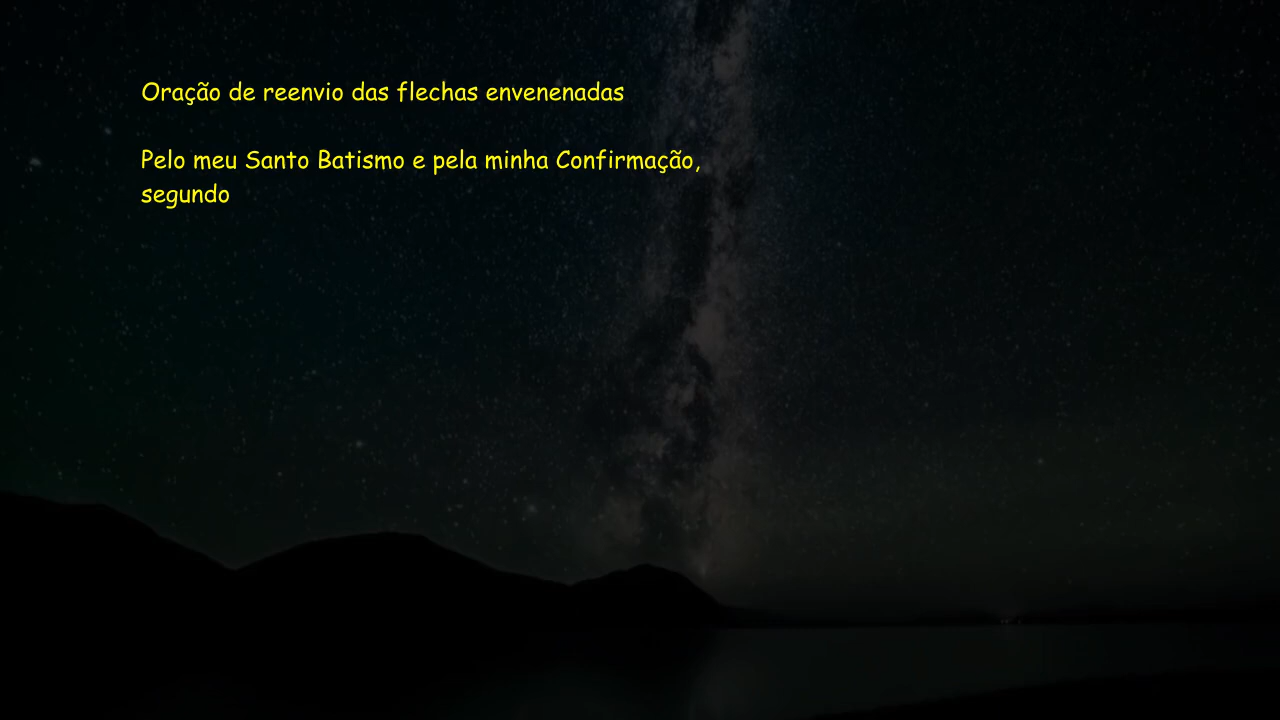 Oração de reenvio das flechas envenenadas
Pelo meu Santo Batismo e pela minha Confirmação,
segundo